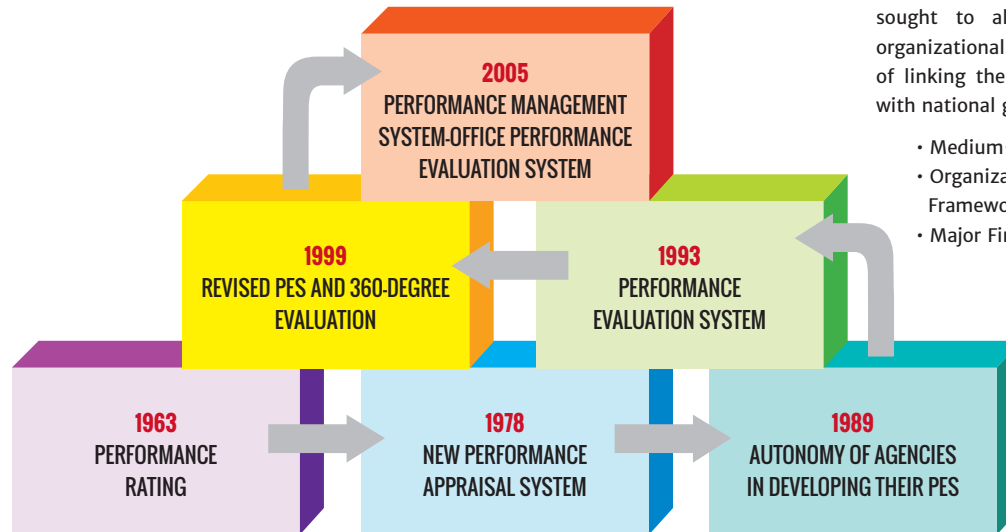 sought to al
organizational
of linking the
with national g
• Medium
• Organiza
Framewo
• Major Fi
2005
PERFORMANCE MANAGEMENT
SYSTEM-OFFICE PERFORMANCE
EVALUATION SYSTEM
1999
REVISED PES AND 360-DEGREE
EVALUATION
1993
PERFORMANCE
EVALUATION SYSTEM
1963
PERFORMANCE
RATING
1978
NEW PERFORMANCE
APPRAISAL SYSTEM
1989
AUTONOMY OF AGENCIES
IN DEVELOPING THEIR PES